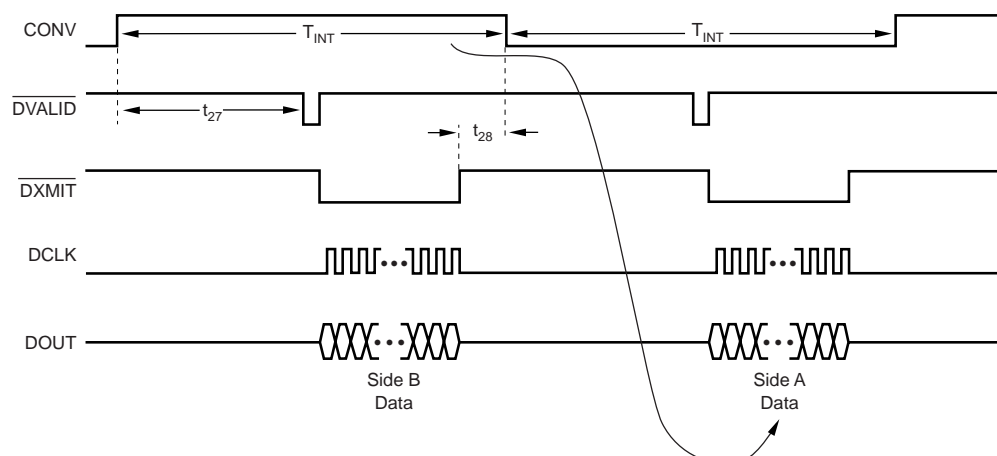 CONV
T_INT
T_INT
DVALID
t_27
t_28
DXMIT
DCLK
DOUT
Side B
Data
Side A
Data